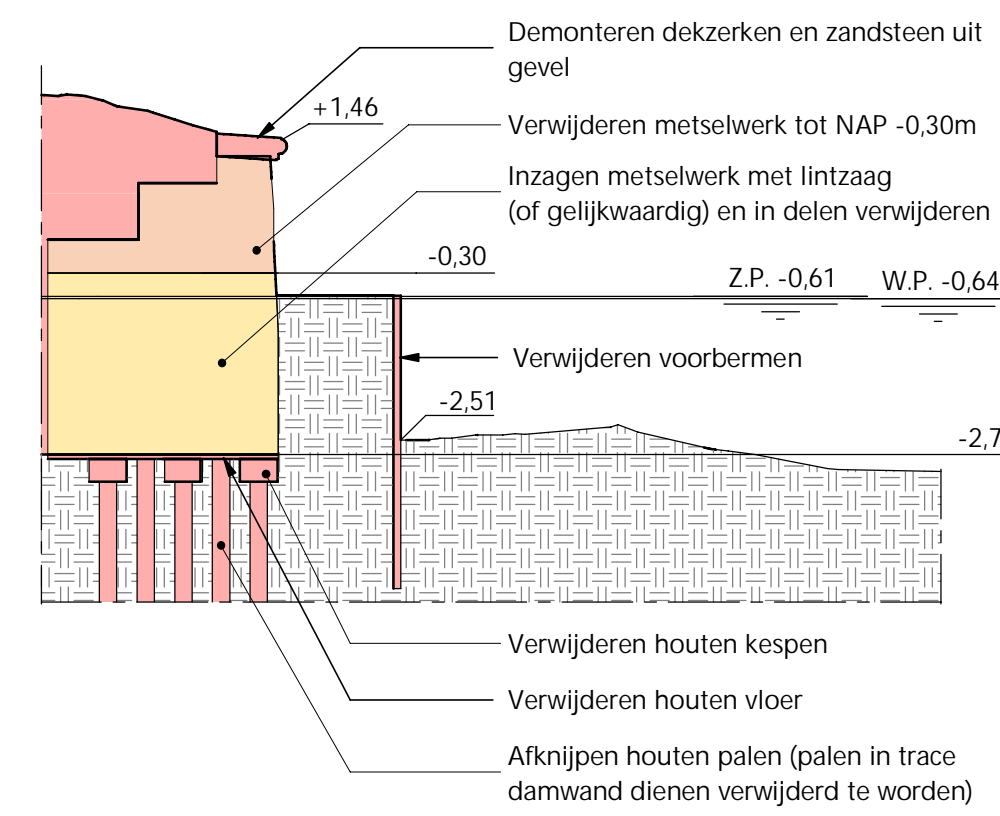 Demonteren dekzerken en zandsteen uit
gevel
+1,46
Verwijderen metselwerk tot NAP -0,30m
Inzagen metselwerk met lintzaag
(of gelijkwaardig) en in delen verwijderen
-0,30
Z.P. -0,61
W.P. -0,64
Verwijderen voorbermen
-2,51
-2,7
Verwijderen houten kespen
Verwijderen houten vloer
Afknijpen houten palen (palen in trace
damwand dienen verwijderd te worden)